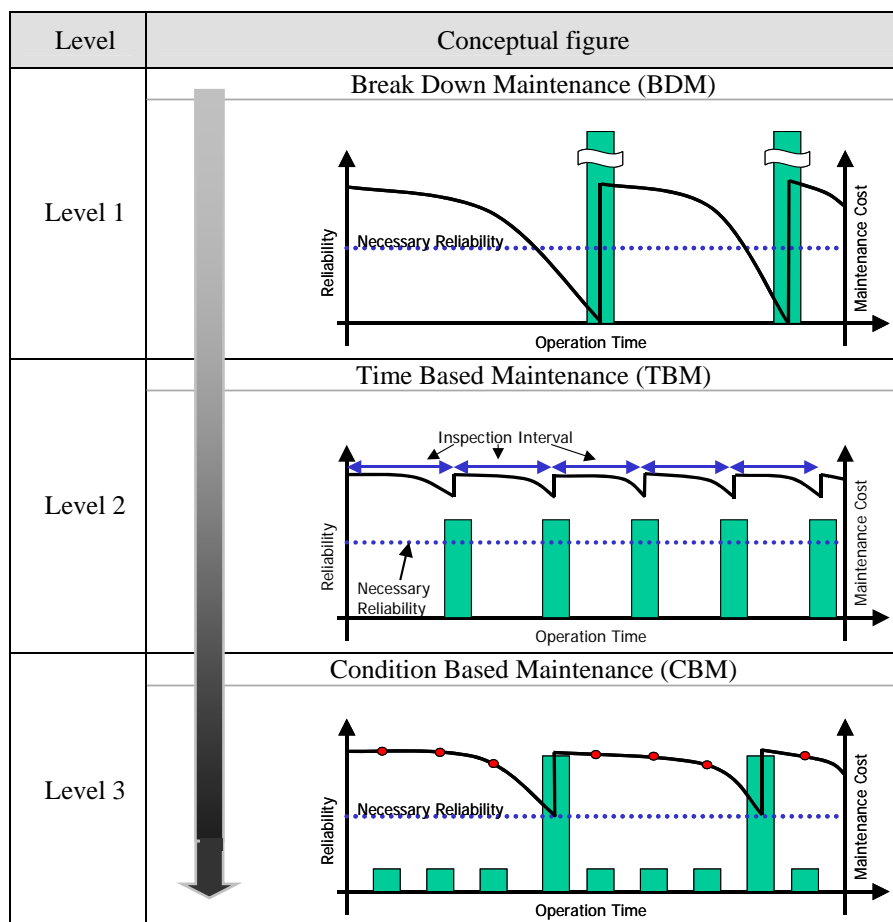 Level
Conceptual figure
Level 1
Break Down Maintenance (BDM)
Reliability
Necessary Reliability
Maintenance Cost
Operation Time
Level 2
Time Based Maintenance (TBM)
Inspection Interval
Reliability
Necessary
Reliability
Maintenance Cost
Operation Time
Level 3
Condition Based Maintenance (CBM)
Reliability
Necessary Reliability
Maintenance Cost
Operation Time